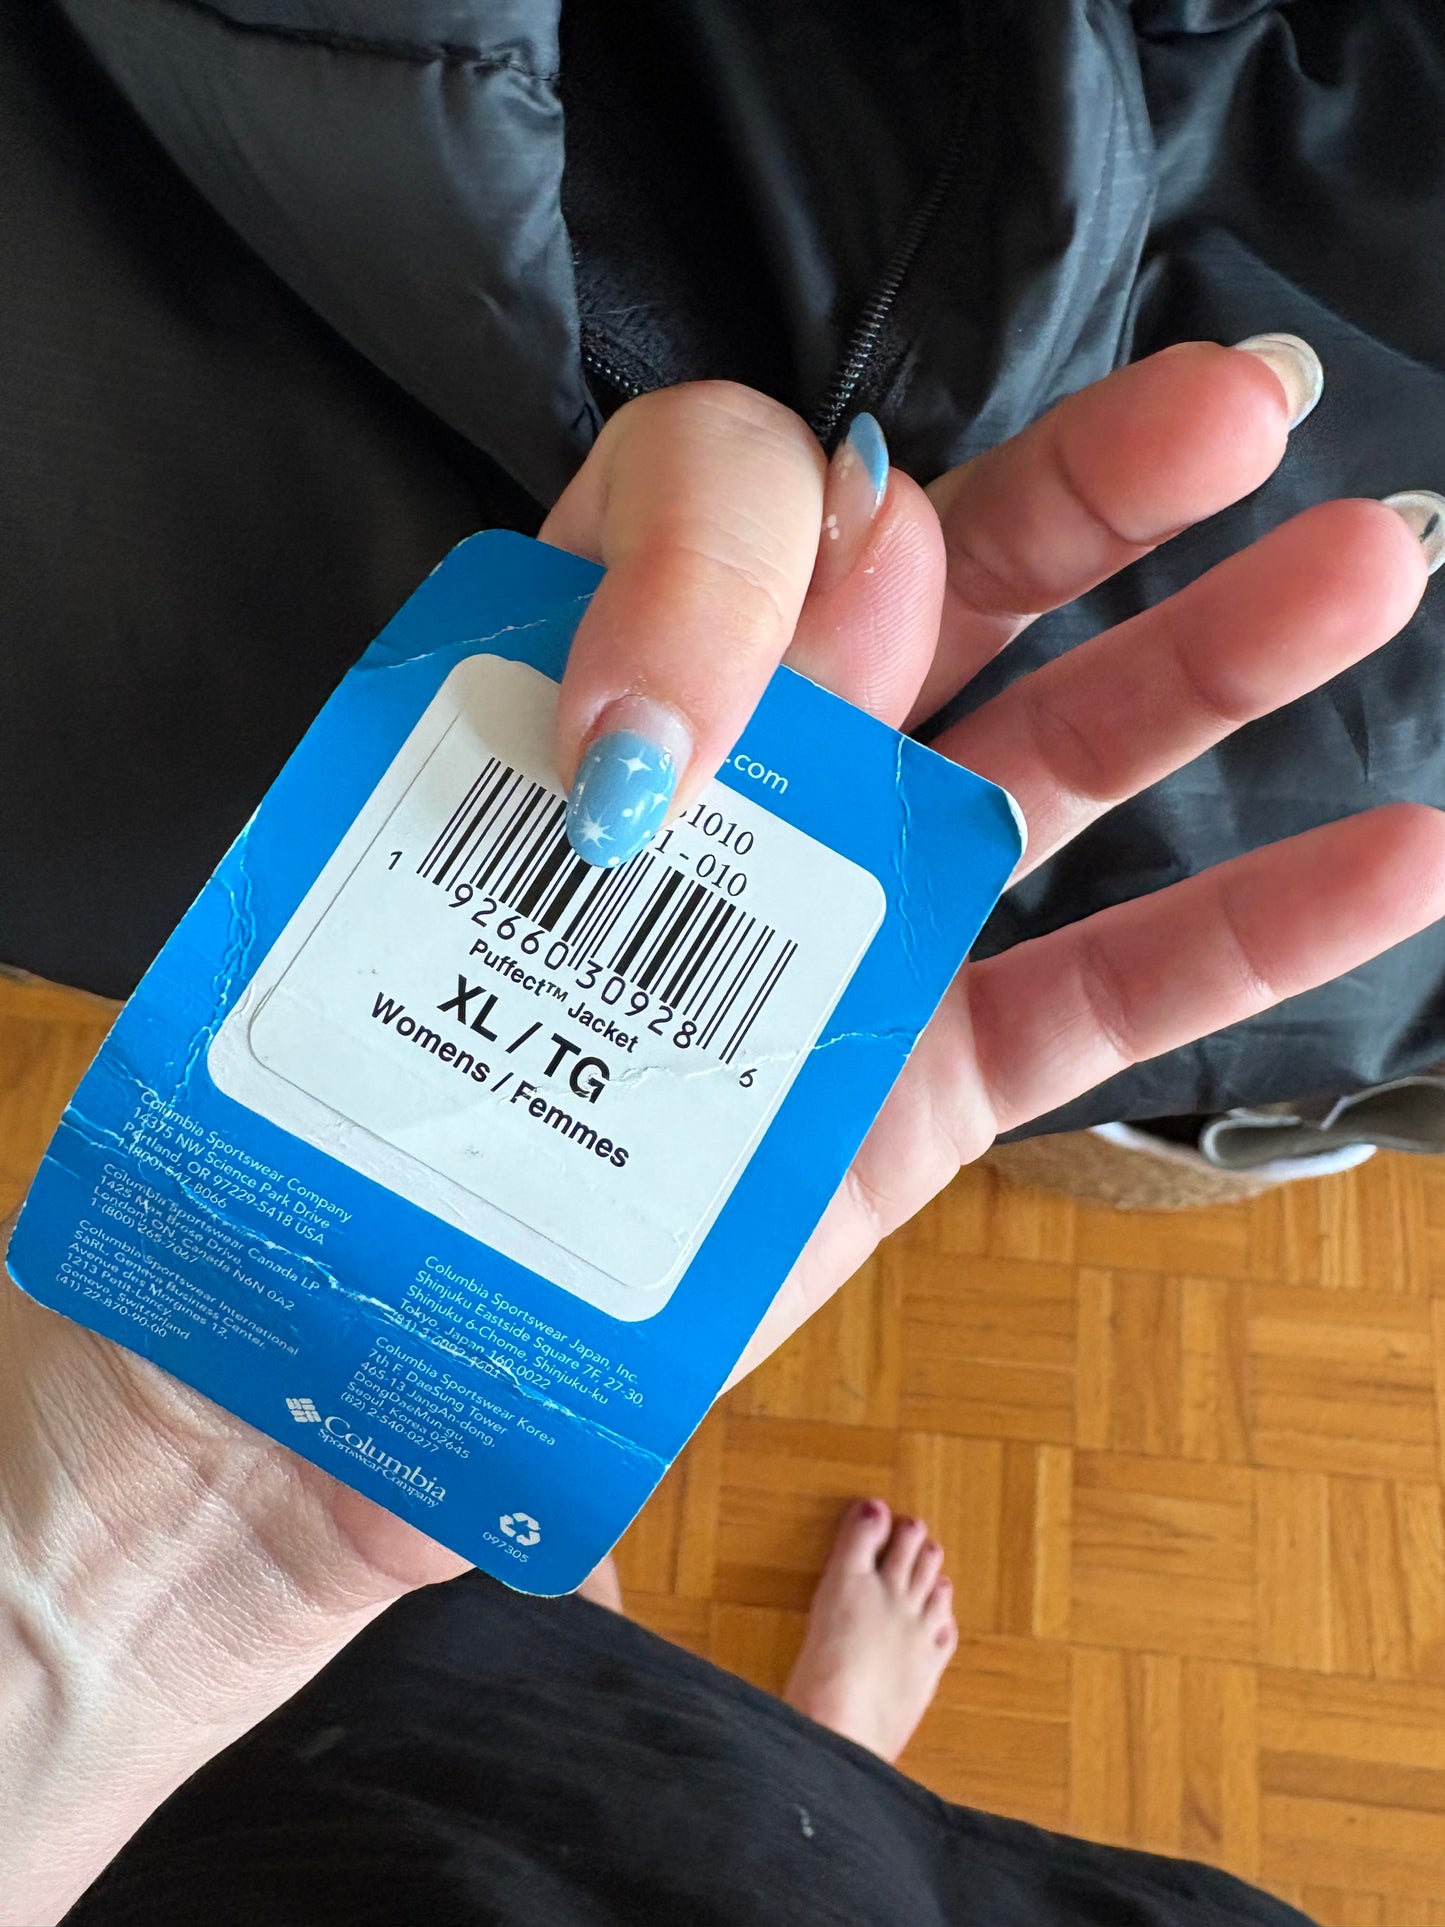 .com
1010
1 - 010
1 92660 30928 6
Puffect™ Jacket
XL / TG
Womens / Femmes
Columbia Sportswear Company
14375 NW Science Park Drive
Portland, OR 97229-5418 USA
1-(800) 547-8066
Columbia Sportswear Canada LP
1425 Max Brose Drive,
London, ON, Canada N6N 0A2
1-(800) 265-7067
Columbia Sportswear International
SàRL, Geneva Business Center,
Avenue des Morgines 12,
1213 Petit-Lancy,
Geneva, Switzerland
(41) 22-870-90-00
Columbia Sportswear Japan, Inc.
Shinjuku Eastside Square 7F, 27-30,
Shinjuku 6-Chome, Shinjuku-ku
Tokyo, Japan 160-0022
Columbia Sportswear Korea
7th F, DaeSung Tower
465-13 JangAn-dong,
DongDaeMun-gu,
Seoul, Korea 02645
(82) 2-540-0277
Columbia
Sportswear Company
097305